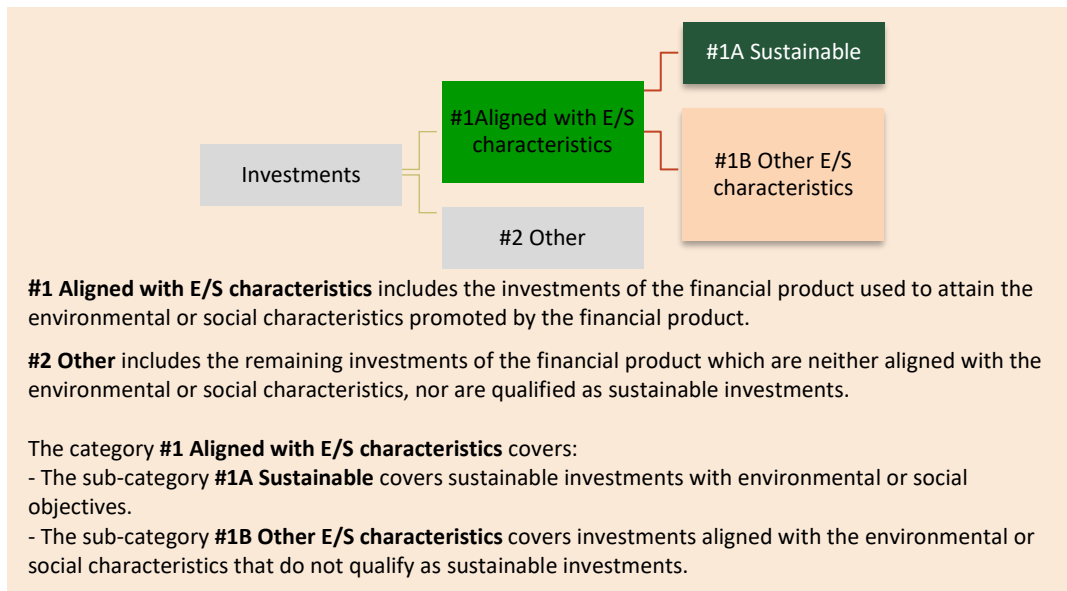 #1A Sustainable
#1Aligned with E/S
characteristics
Investments
#1B Other E/S
characteristics
#2 Other
#1 Aligned with E/S characteristics includes the investments of the financial product used to attain the
environmental or social characteristics promoted by the financial product.
#2 Other includes the remaining investments of the financial product which are neither aligned with the
environmental or social characteristics, nor are qualified as sustainable investments.
The category #1 Aligned with E/S characteristics covers:
- The sub-category #1A Sustainable covers sustainable investments with environmental or social
objectives.
- The sub-category #1B Other E/S characteristics covers investments aligned with the environmental or
social characteristics that do not qualify as sustainable investments.